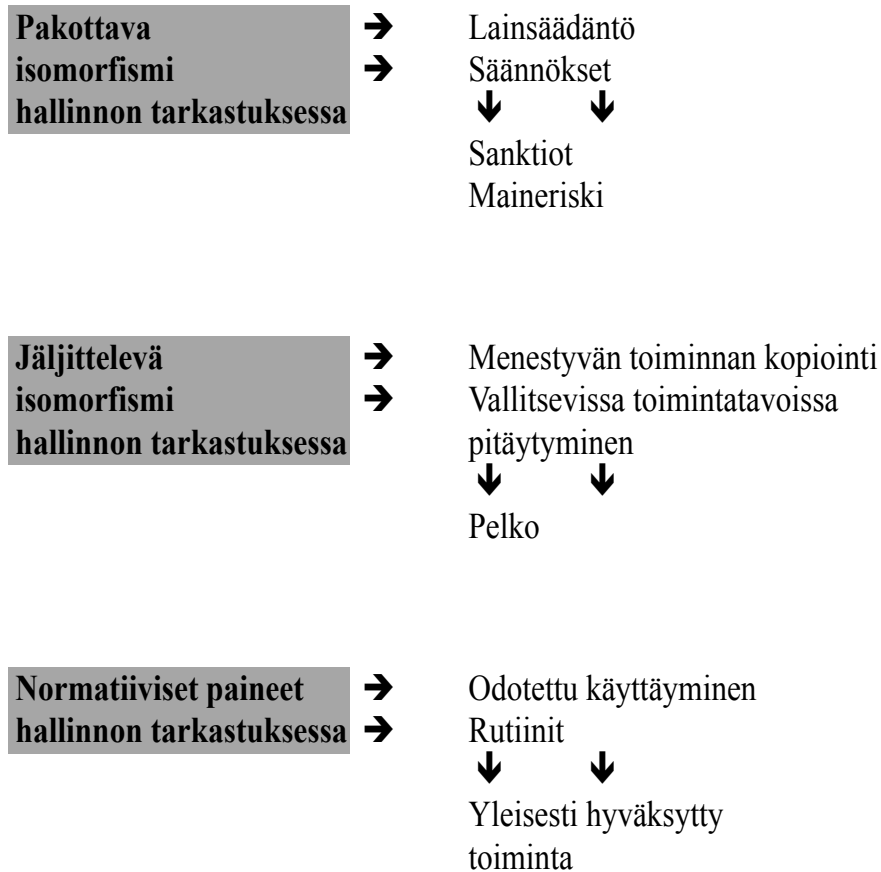 Pakottava → Lainsäädäntö
isomorfismi → Säännökset
hallinnon tarkastuksessa ↓ ↓
Sanktiot
Maineriski
Jäljittelevä → Menestyvän toiminnan kopiointi
isomorfismi → Vallitsevissa toimintatavoissa
hallinnon tarkastuksessa pitäytyminen
↓ ↓
Pelko
Normatiiviset paineet → Odotettu käyttäyminen
hallinnon tarkastuksessa → Rutiinit
↓ ↓
Yleisesti hyväksytty
toiminta